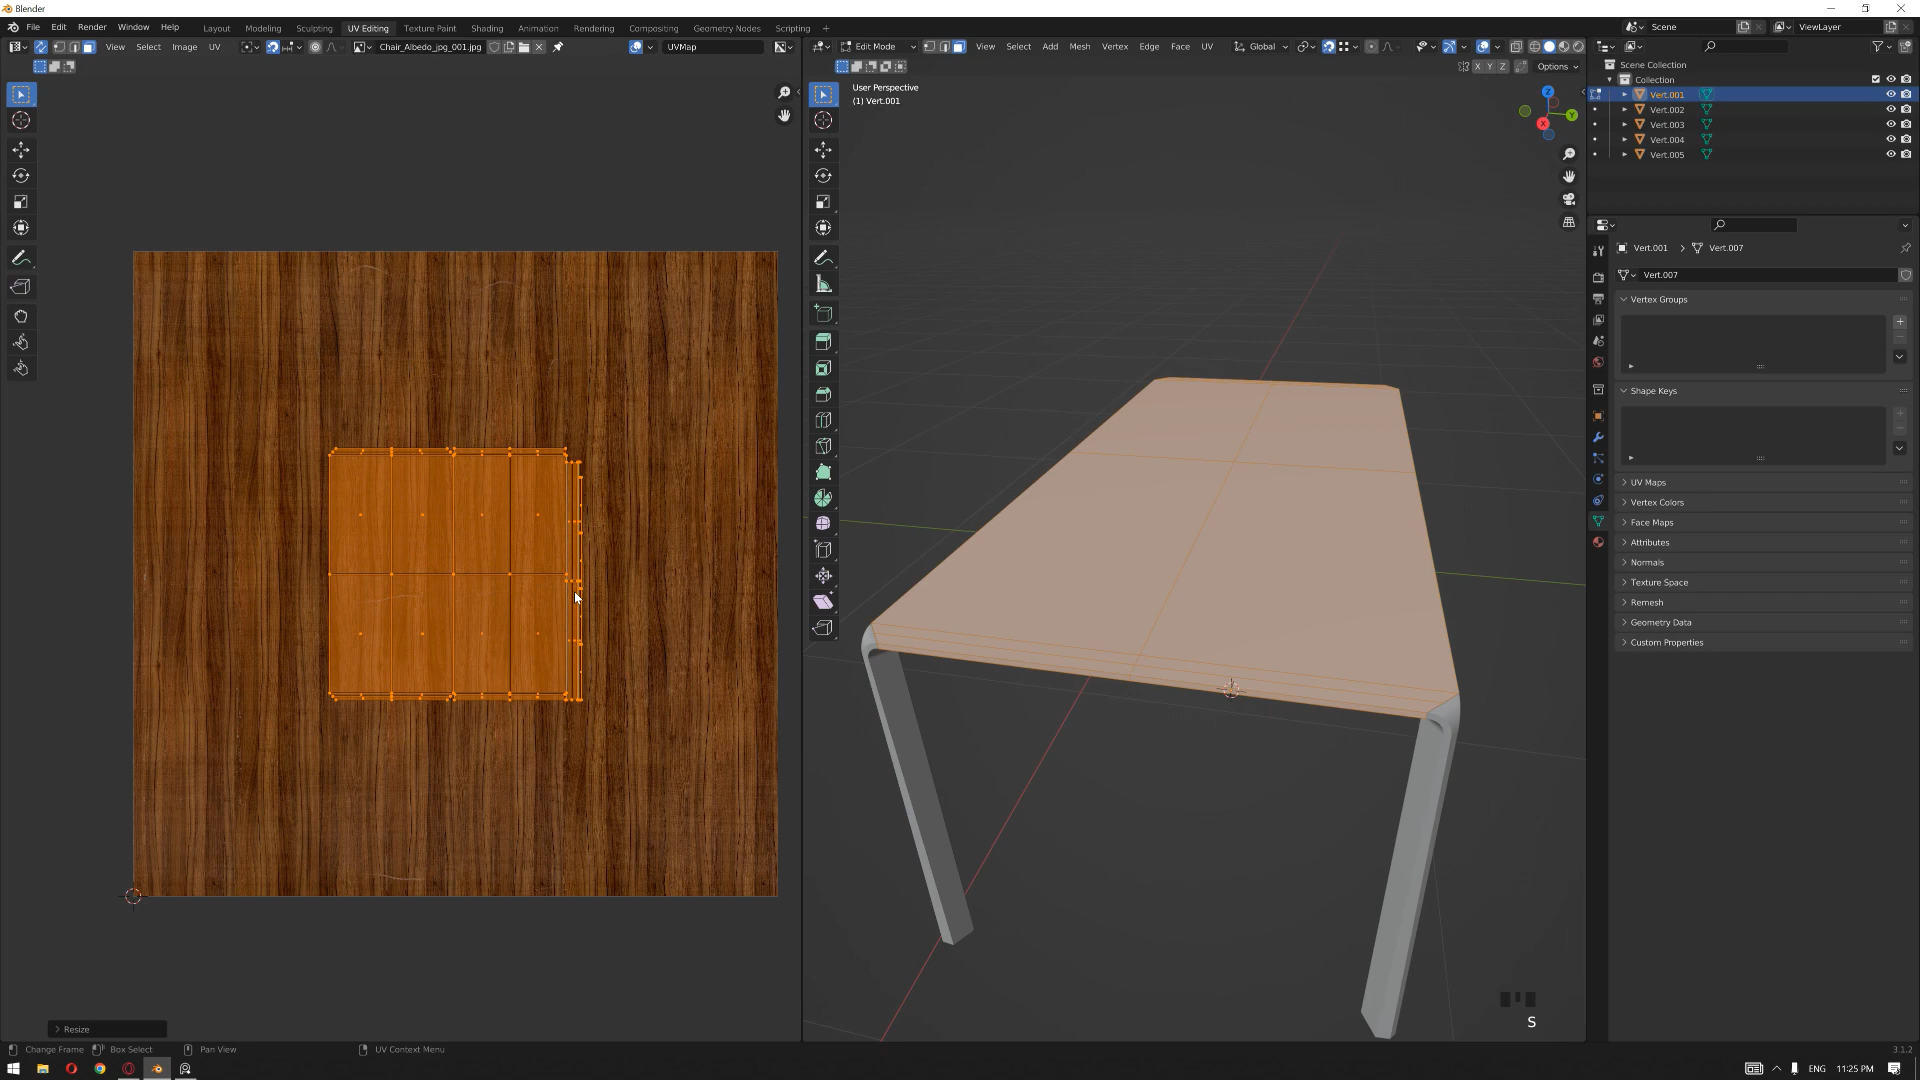 Blender
File Edit Render Window Help Layout Modeling Sculpting UV Editing Texture Paint Shading Animation Rendering Compositing Geometry Nodes Scripting + Scene ViewLayer
View Select Image UV Chair_Albedo_jpg_001.jpg UVMap Edit Mode View Select Add Mesh Vertex Edge Face UV Global
X Y Z Options
User Perspective
(1) Vert.001
Z
Y
X
Scene Collection
Collection
Vert.001
Vert.002
Vert.003
Vert.004
Vert.005
Vert.001 > Vert.007
Vert.007
Vertex Groups
Shape Keys
UV Maps
Vertex Colors
Face Maps
Attributes
Normals
Texture Space
Remesh
Geometry Data
Custom Properties
S
Resize
Change Frame Box Select Pan View UV Context Menu 3.1.2
ENG 11:25 PM